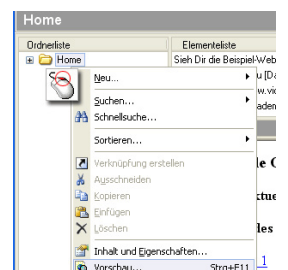 Home
Ordnerliste
Elementeliste
Home
Sieh Dir die Beispiel-Web
Neu...
Suchen...
Schnellsuche...
Sortieren...
Verknüpfung erstellen
Ausschneiden
Kopieren
Einfügen
Löschen
Inhalt und Eigenschaften...
Vorschau... Strg+F11
1